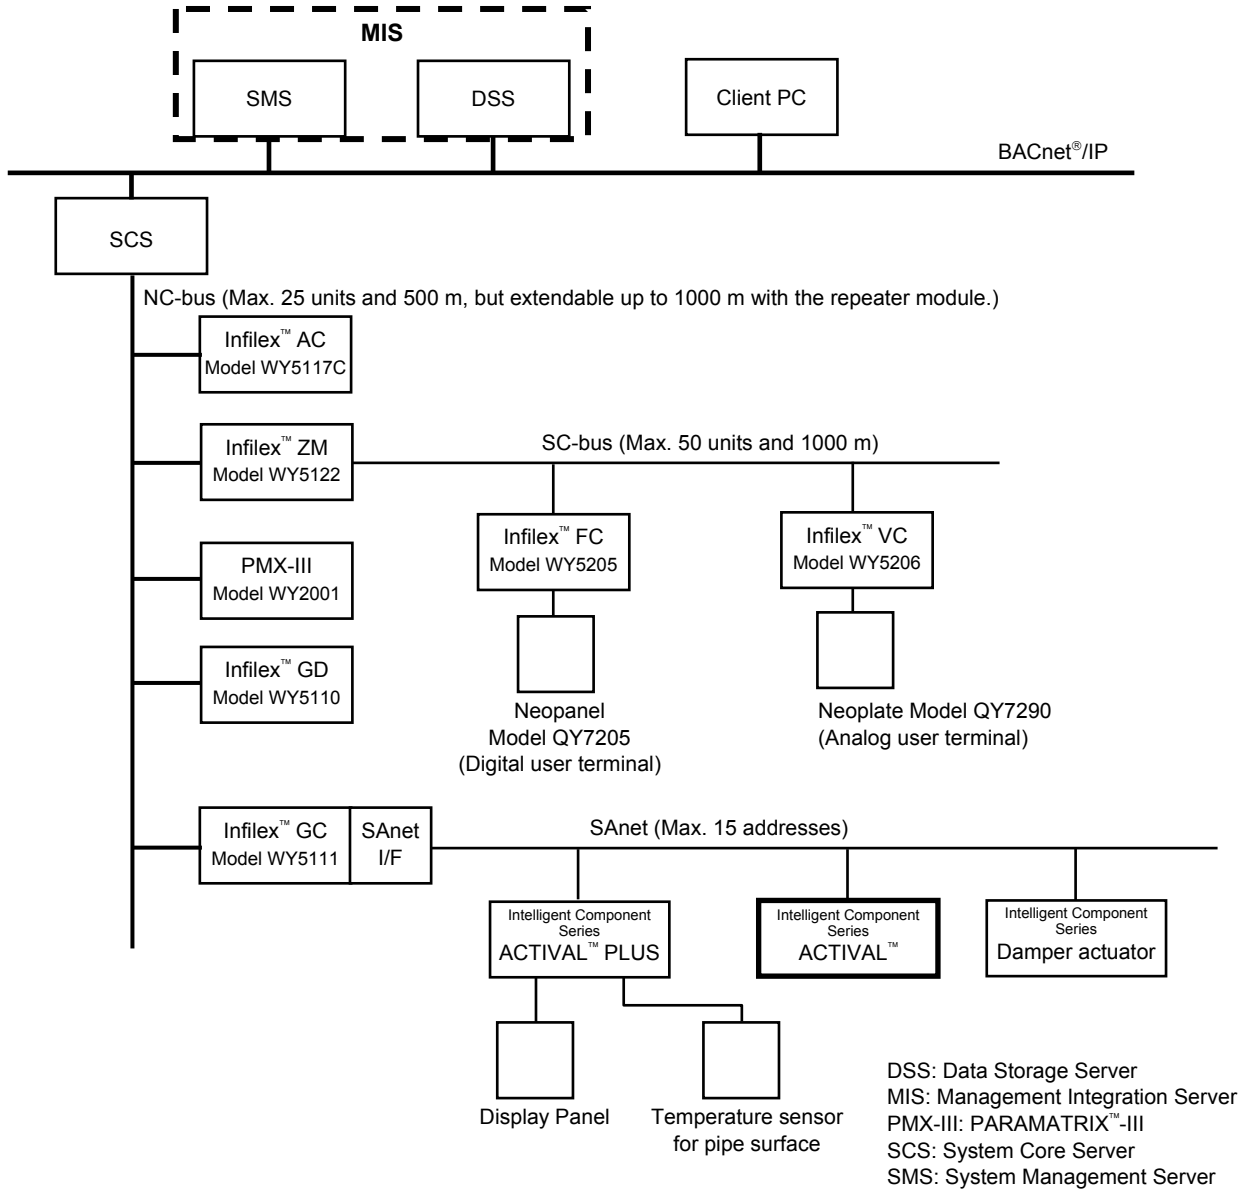 MIS
SMS
DSS
Client PC
BACnet®/IP
SCS
NC-bus (Max. 25 units and 500 m, but extendable up to 1000 m with the repeater module.)
Infilex™ AC
Model WY5117C
Infilex™ ZM
Model WY5122
SC-bus (Max. 50 units and 1000 m)
Infilex™ FC
Model WY5205
Infilex™ VC
Model WY5206
PMX-III
Model WY2001
Infilex™ GD
Model WY5110
Neopanel
Model QY7205
(Digital user terminal)
Neoplate Model QY7290
(Analog user terminal)
Infilex™ GC
Model WY5111
SAnet
I/F
SAnet (Max. 15 addresses)
Intelligent Component
Series
ACTIVAL™ PLUS
Intelligent Component
Series
ACTIVAL™
Intelligent Component
Series
Damper actuator
Display Panel
Temperature sensor
for pipe surface
DSS: Data Storage Server
MIS: Management Integration Server
PMX-III: PARAMATRIX™-III
SCS: System Core Server
SMS: System Management Server